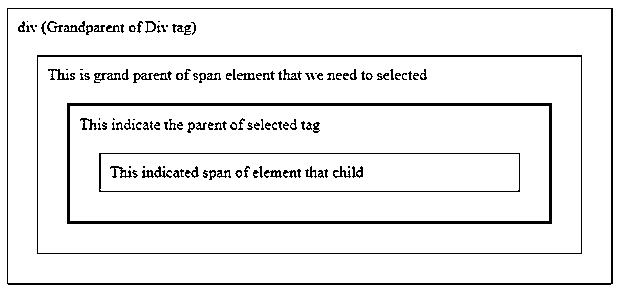 div (Grandparent of Div tag)
This is grand parent of span element that we need to selected
This indicate the parent of selected tag
This indicated span of element that child